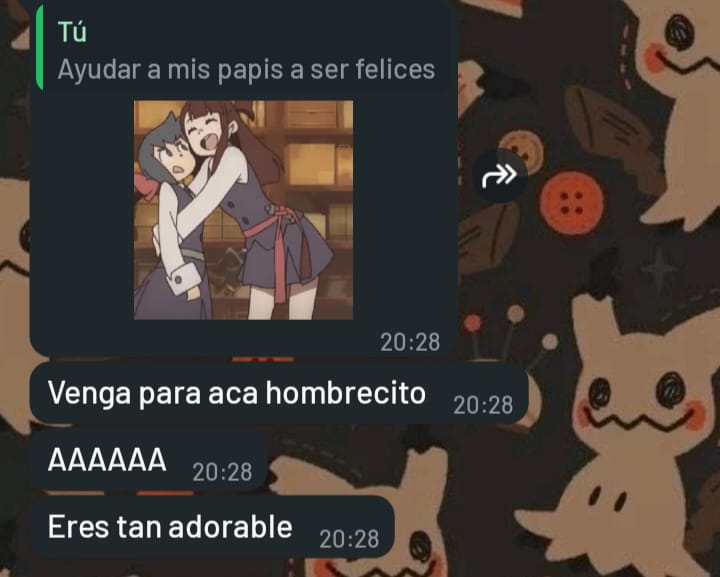 Tú
Ayudar a mis papis a ser felices
20:28
Venga para aca hombrecito 20:28
AAAAAA 20:28
Eres tan adorable 20:28